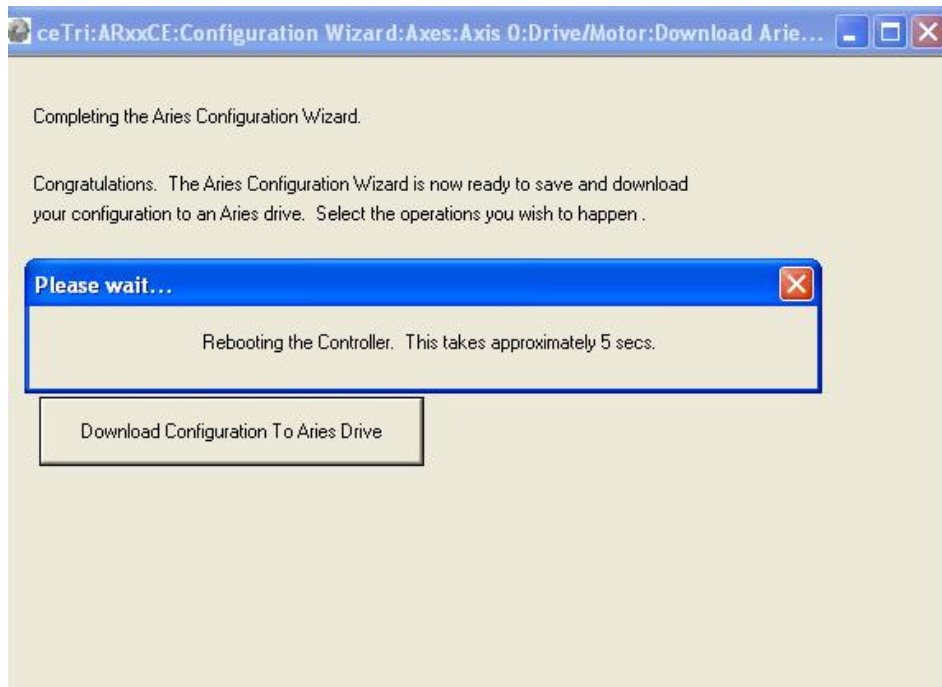 ceTri:ARxxCE:Configuration Wizard:Axes:Axis 0:Drive/Motor:Download Arie...
Completing the Aries Configuration Wizard.
Congratulations. The Aries Configuration Wizard is now ready to save and download
your configuration to an Aries drive. Select the operations you wish to happen .
Please wait...
Rebooting the Controller. This takes approximately 5 secs.
Download Configuration To Aries Drive